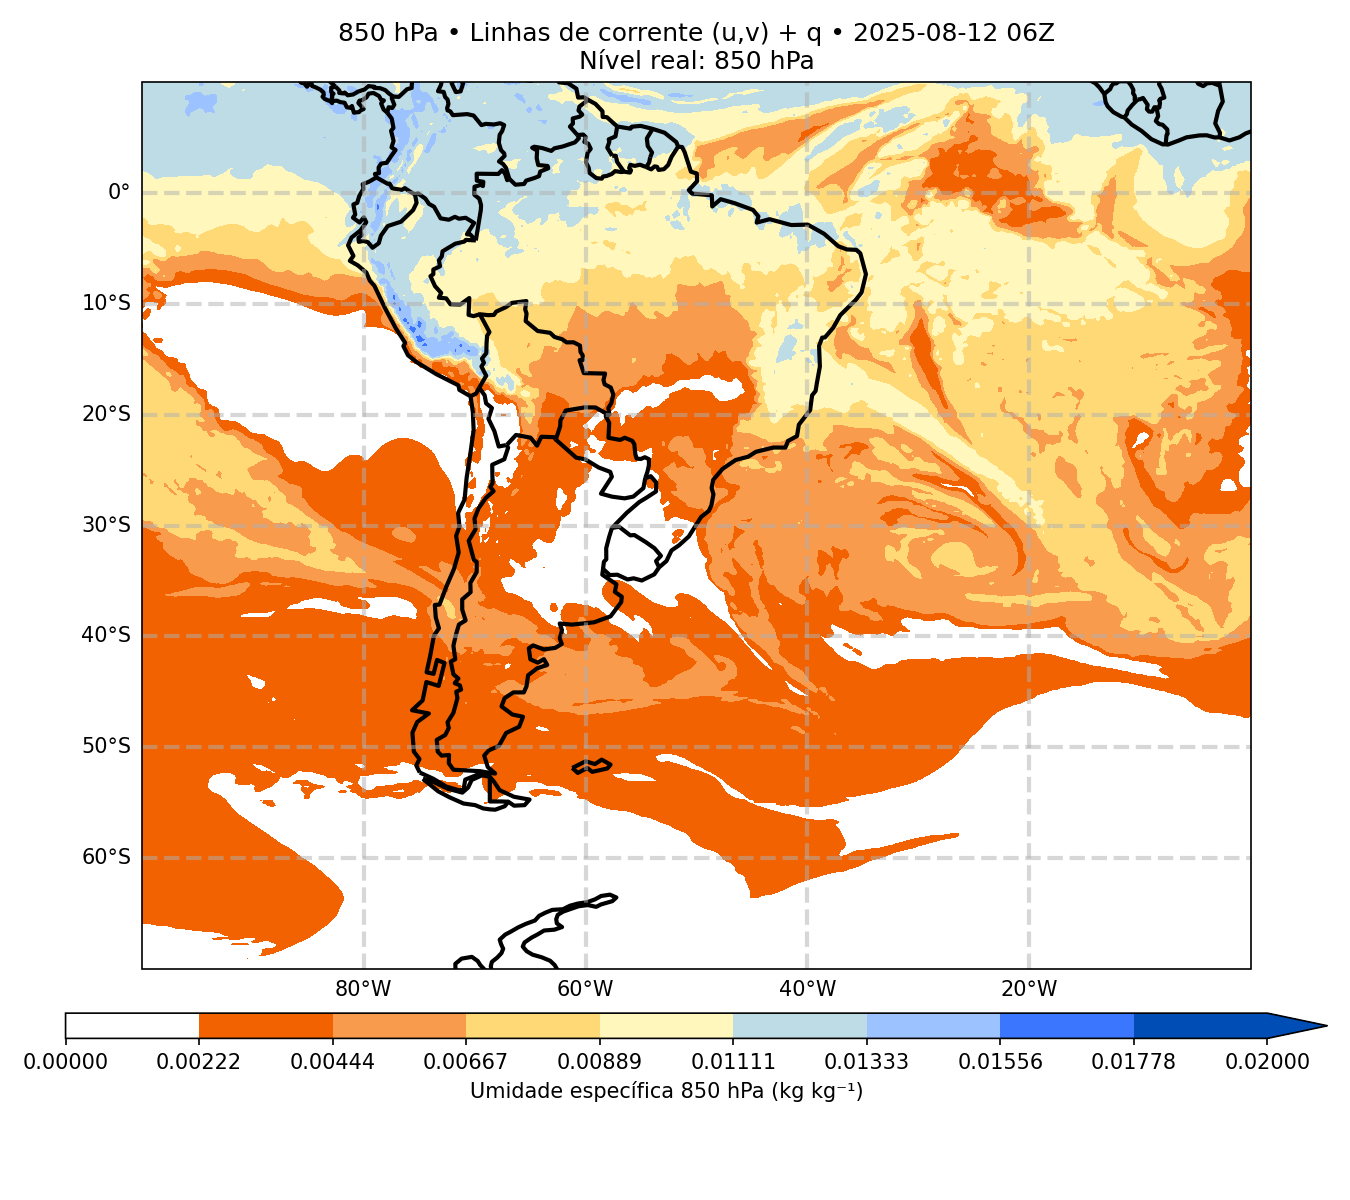 850 hPa • Linhas de corrente (u,v) + q • 2025-08-12 06Z
Nível real: 850 hPa
0°
10°S
20°S
30°S
40°S
50°S
60°S
80°W 60°W 40°W 20°W
0.00000 0.00222 0.00444 0.00667 0.00889 0.01111 0.01333 0.01556 0.01778 0.02000
Umidade específica 850 hPa (kg kg⁻¹)